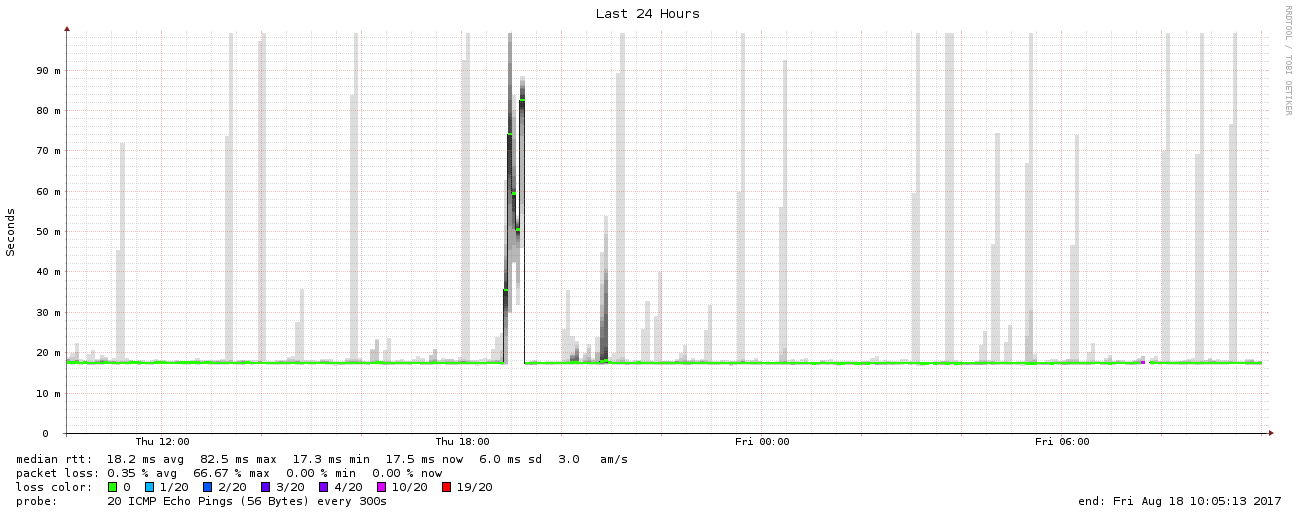 Last 24 Hours
RRDTOOL / TOBI OETIKER
Seconds
90 m
80 m
70 m
60 m
50 m
40 m
30 m
20 m
10 m
0
Thu 12:00 Thu 18:00 Fri 00:00 Fri 06:00
median rtt: 18.2 ms avg 82.5 ms max 17.3 ms min 17.5 ms now 6.0 ms sd 3.0 am/s
packet loss: 0.35 % avg 66.67 % max 0.00 % min 0.00 % now
loss color: 0 1/20 2/20 3/20 4/20 10/20 19/20
probe: 20 ICMP Echo Pings (56 Bytes) every 300s end: Fri Aug 18 10:05:13 2017